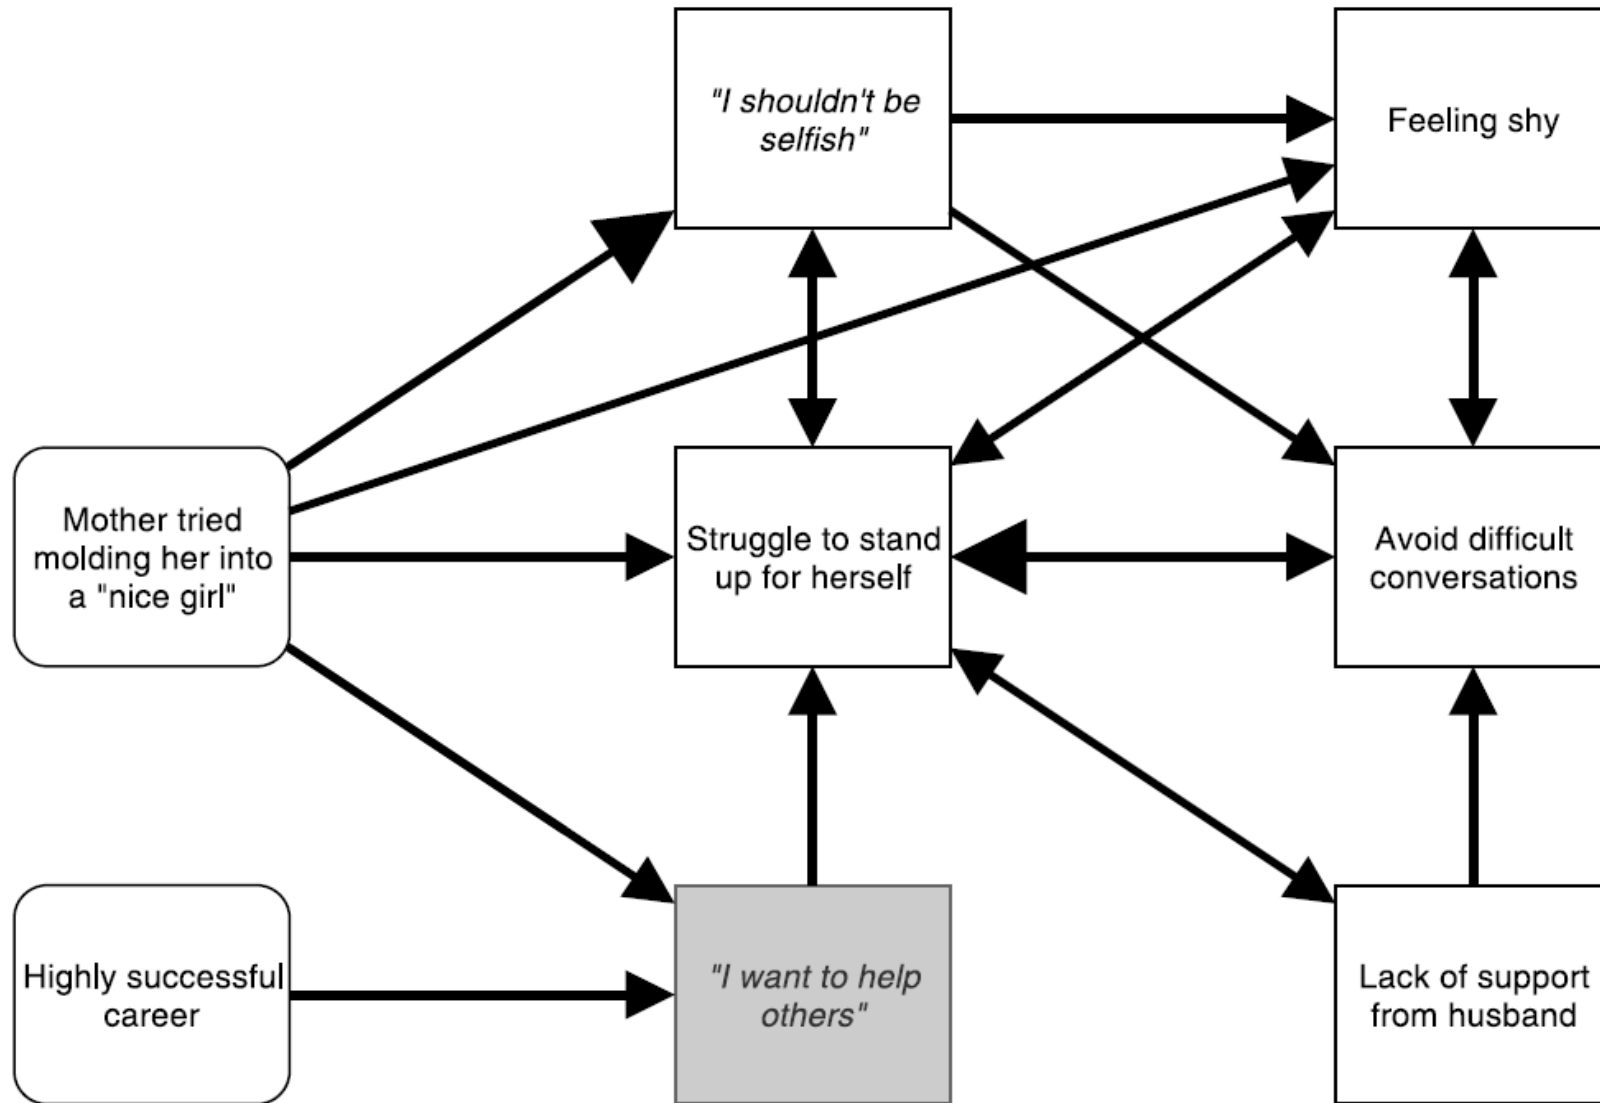 "I shouldn't be
selfish"
Feeling shy
Mother tried
molding her into
a "nice girl"
Struggle to stand
up for herself
Avoid difficult
conversations
Highly successful
career
"I want to help
others"
Lack of support
from husband